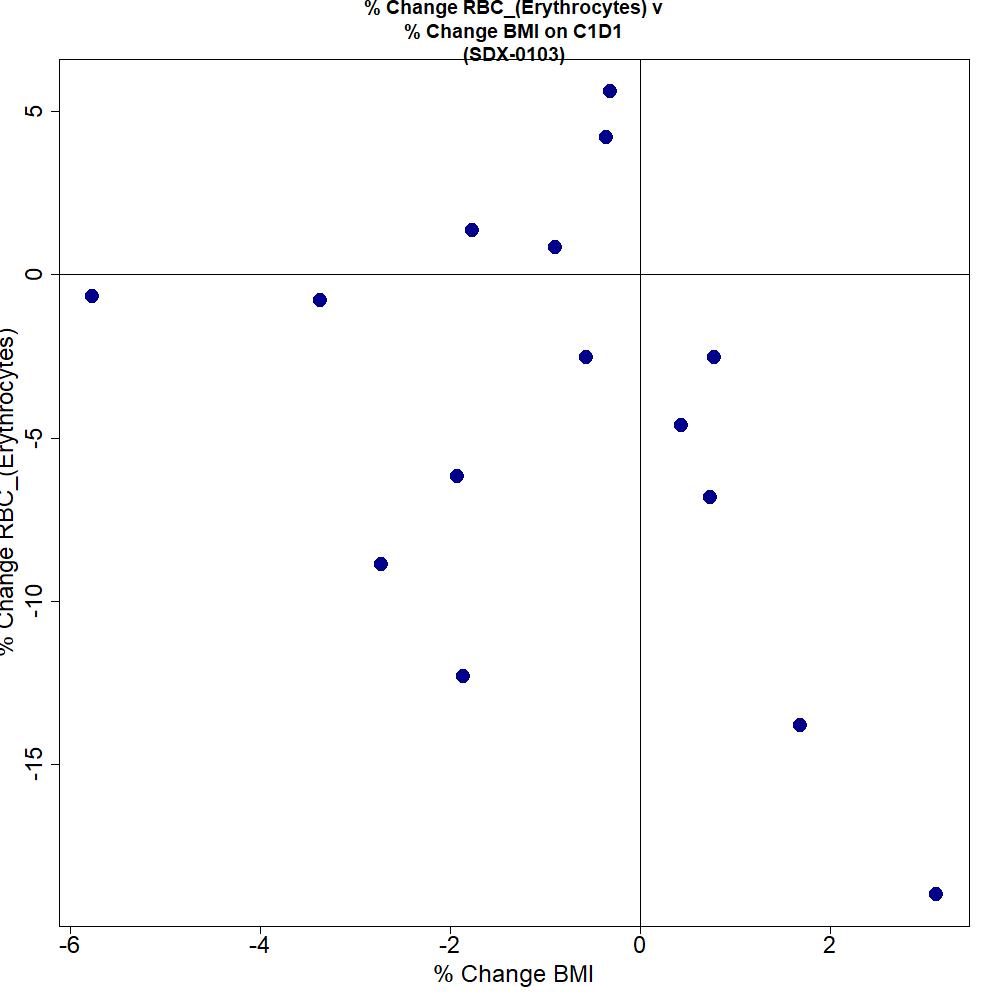 % Change RBC_(Erythrocytes) v
% Change BMI on C1D1
(SDX-0103)
5
0
-5
-10
-15
% Change RBC_(Erythrocytes)
-6 -4 -2 0 2
% Change BMI